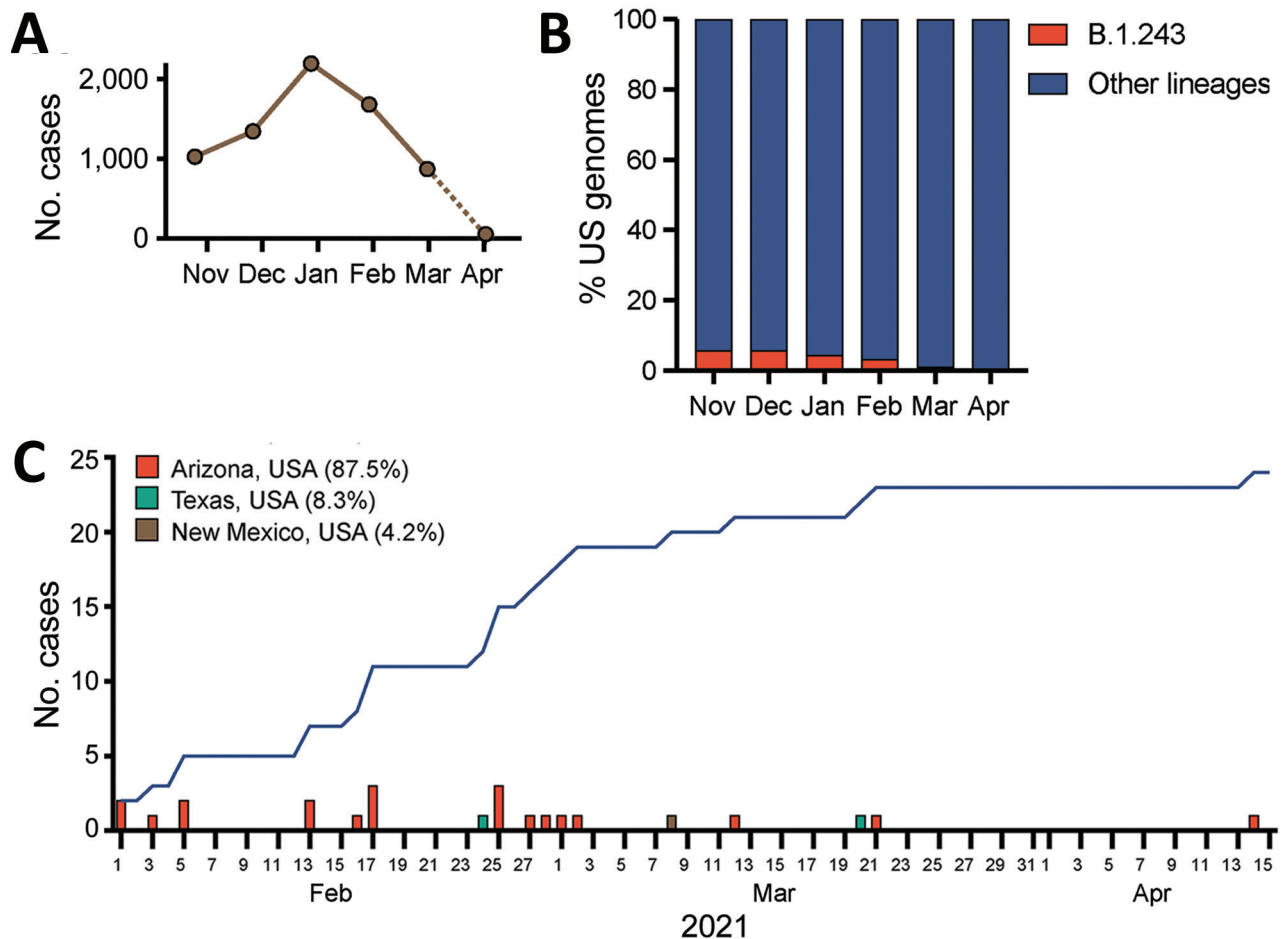 A
No. cases
2,000
1,000
0
Nov Dec Jan Feb Mar Apr
B
% US genomes
100
80
60
40
20
0
Nov Dec Jan Feb Mar Apr
B.1.243
Other lineages
C
No. cases
25
20
15
10
5
0
Arizona, USA (87.5%)
Texas, USA (8.3%)
New Mexico, USA (4.2%)
1 3 5 7 9 11 13 15 17 19 21 23 25 27 1 3 5 7 9 11 13 15 17 19 21 23 25 27 29 31 1 3 5 7 9 11 13 15
Feb Mar Apr
2021